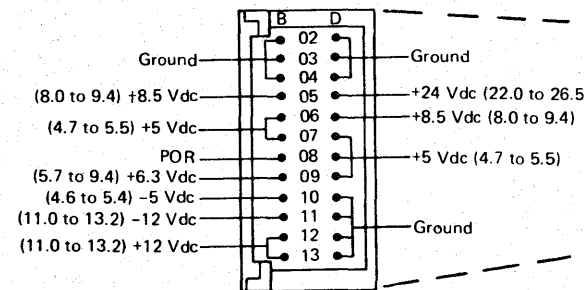 B D
02
Ground 03 Ground
04
(8.0 to 9.4) +8.5 Vdc 05 +24 Vdc (22.0 to 26.5
06 +8.5 Vdc (8.0 to 9.4)
(4.7 to 5.5) +5 Vdc
07
POR 08 +5 Vdc (4.7 to 5.5)
(5.7 to 9.4) +6.3 Vdc 09
(4.6 to 5.4) −5 Vdc 10
(11.0 to 13.2) −12 Vdc 11 Ground
12
(11.0 to 13.2) +12 Vdc
13